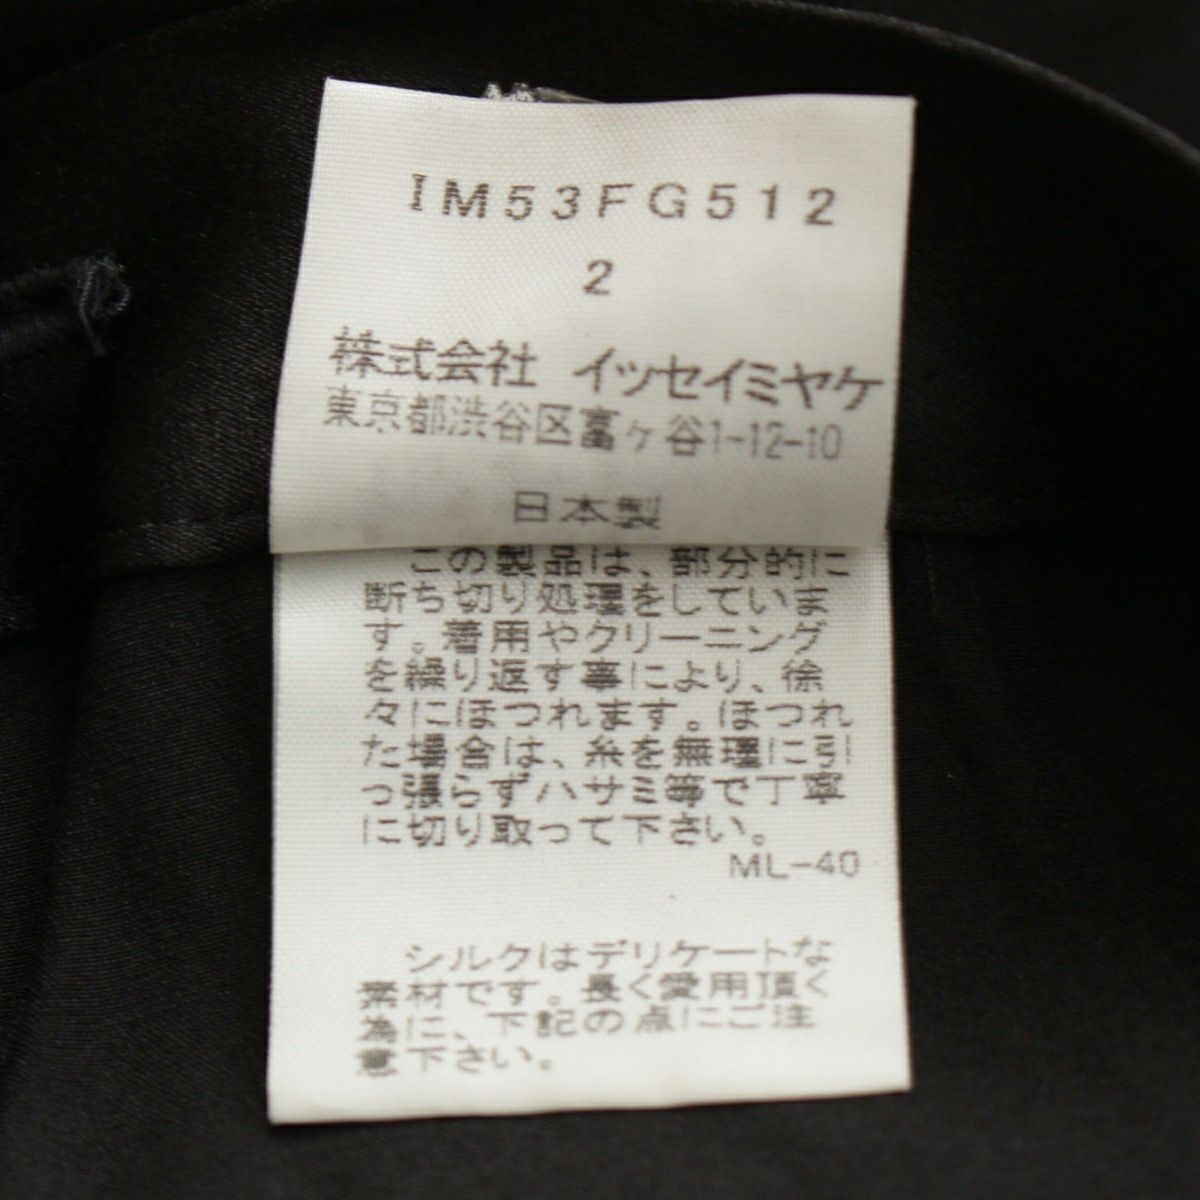 IM53FG512
2
株式会社 イッセイミヤケ
東京都渋谷区富ヶ谷1-12-10
日本製
この製品は、部分的に
断ち切り処理をしていま
す。着用やクリーニング
を繰り返す事により、徐
々にほつれます。ほつれ
た場合は、糸を無理に引
っ張らずハサミ等で丁寧
に切り取って下さい。
ML-40
シルクはデリケートな
素材です。長く愛用頂く
為に、下記の点にご注
意下さい。